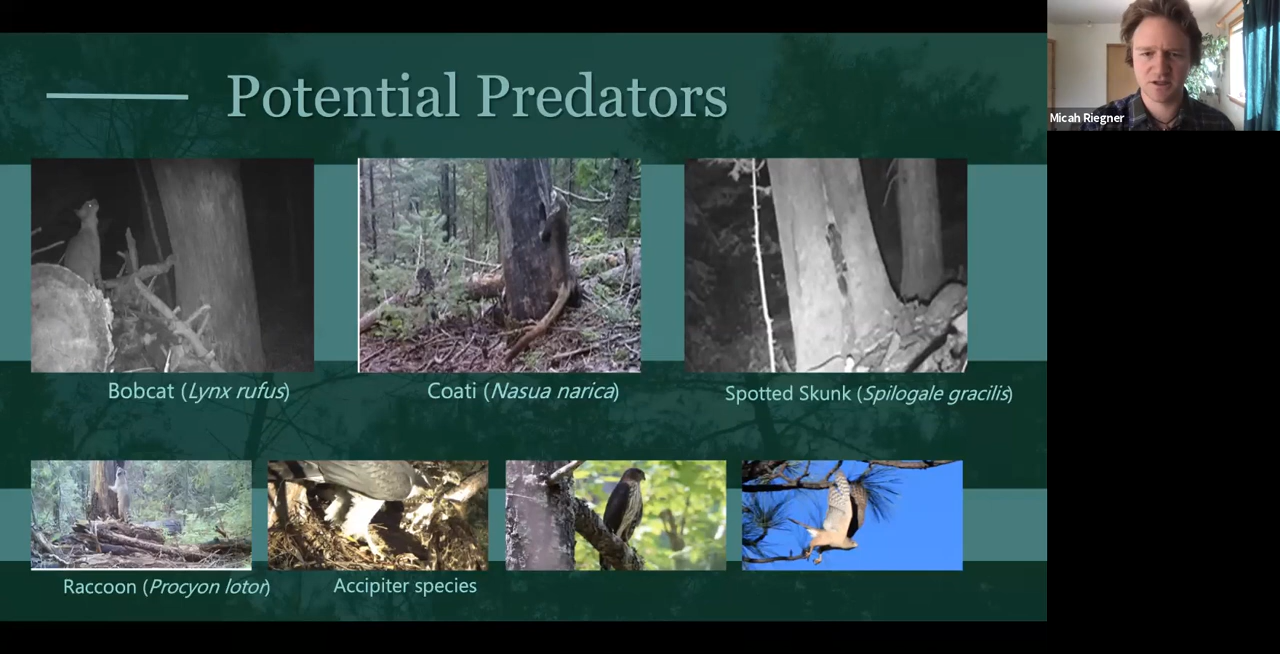 Potential Predators
Micah Riegner
Bobcat (Lynx rufus)
Coati (Nasua narica)
Spotted Skunk (Spilogale gracilis)
Raccoon (Procyon lotor)
Accipiter species